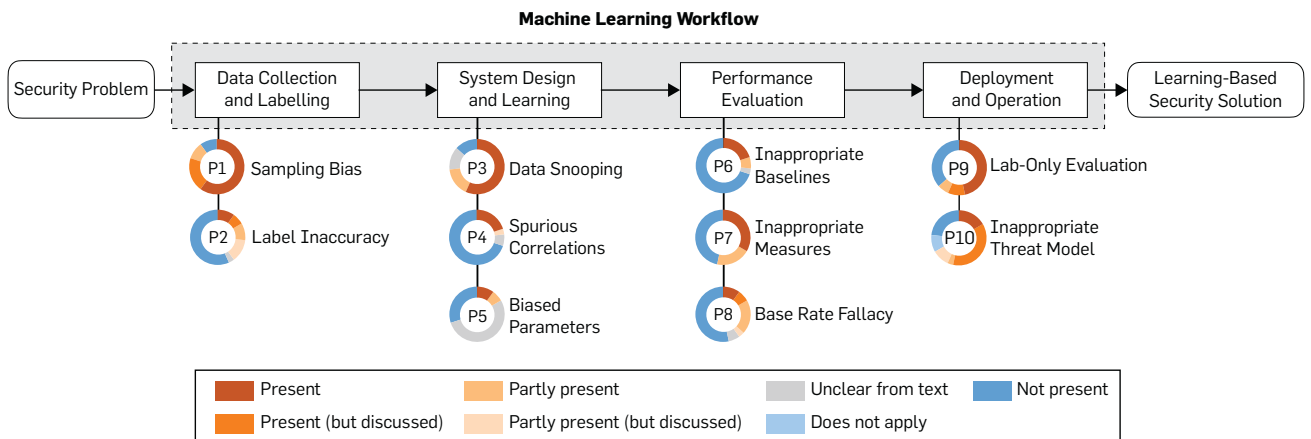 Machine Learning Workflow
Security Problem
Data Collection
and Labelling
System Design
and Learning
Performance
Evaluation
Deployment
and Operation
Learning-Based
Security Solution
P1
Sampling Bias
P2
Label Inaccuracy
P3
Data Snooping
P4
Spurious
Correlations
P5
Biased
Parameters
P6
Inappropriate
Baselines
P7
Inappropriate
Measures
P8
Base Rate Fallacy
P9
Lab-Only Evaluation
P10
Inappropriate
Threat Model
Present
Partly present
Unclear from text
Not present
Present (but discussed)
Partly present (but discussed)
Does not apply